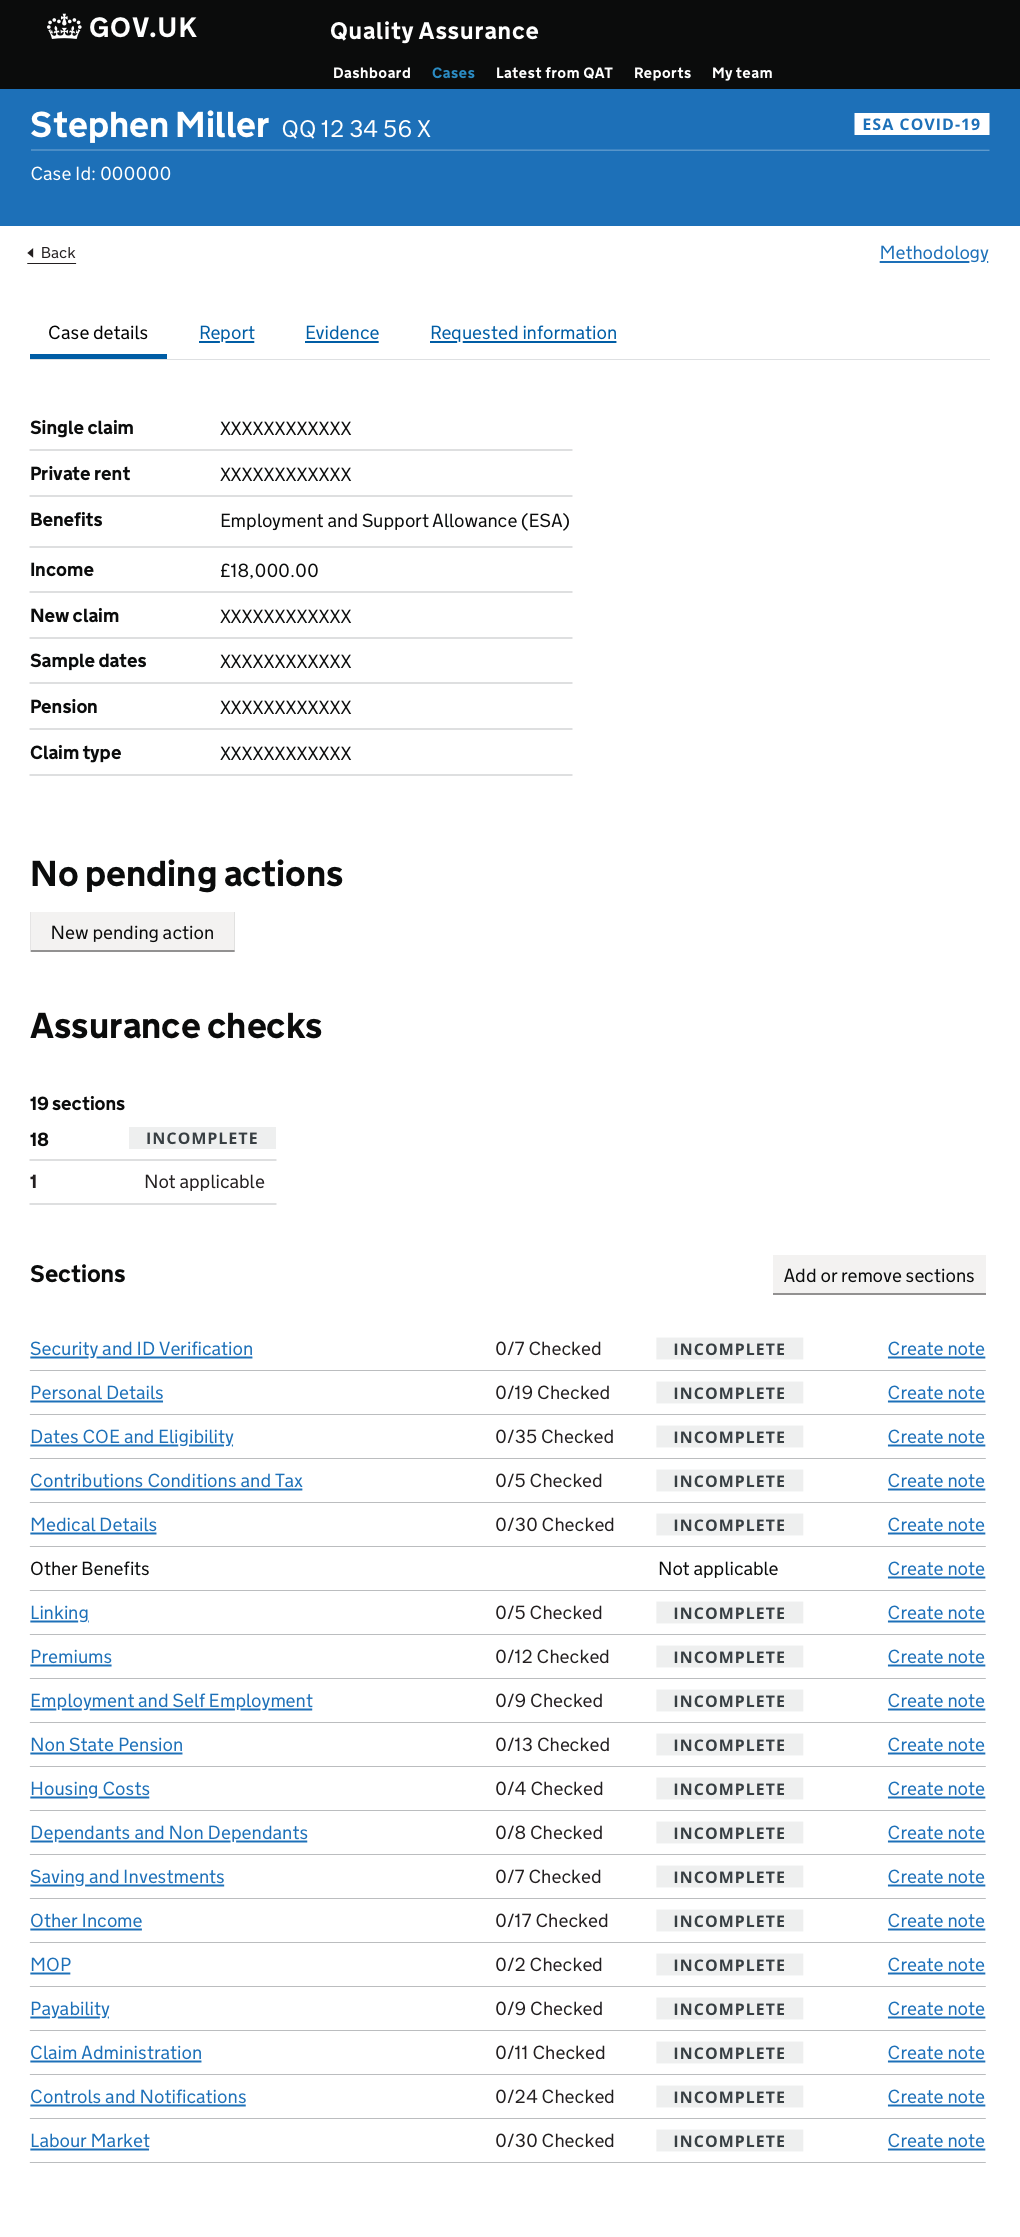 GOV.UK Quality Assurance
Dashboard Cases Latest from QAT Reports My team
Stephen Miller QQ 12 34 56 X ESA COVID-19
Case Id: 000000
Back Methodology
Case details Report Evidence Requested information
Single claim XXXXXXXXXXXX
Private rent XXXXXXXXXXXX
Benefits Employment and Support Allowance (ESA)
Income £18,000.00
New claim XXXXXXXXXXXX
Sample dates XXXXXXXXXXXX
Pension XXXXXXXXXXXX
Claim type XXXXXXXXXXXX
No pending actions
New pending action
Assurance checks
19 sections
18 INCOMPLETE
1 Not applicable
Sections Add or remove sections
Security and ID Verification 0/7 Checked INCOMPLETE Create note
Personal Details 0/19 Checked INCOMPLETE Create note
Dates COE and Eligibility 0/35 Checked INCOMPLETE Create note
Contributions Conditions and Tax 0/5 Checked INCOMPLETE Create note
Medical Details 0/30 Checked INCOMPLETE Create note
Other Benefits Not applicable Create note
Linking 0/5 Checked INCOMPLETE Create note
Premiums 0/12 Checked INCOMPLETE Create note
Employment and Self Employment 0/9 Checked INCOMPLETE Create note
Non State Pension 0/13 Checked INCOMPLETE Create note
Housing Costs 0/4 Checked INCOMPLETE Create note
Dependants and Non Dependants 0/8 Checked INCOMPLETE Create note
Saving and Investments 0/7 Checked INCOMPLETE Create note
Other Income 0/17 Checked INCOMPLETE Create note
MOP 0/2 Checked INCOMPLETE Create note
Payability 0/9 Checked INCOMPLETE Create note
Claim Administration 0/11 Checked INCOMPLETE Create note
Controls and Notifications 0/24 Checked INCOMPLETE Create note
Labour Market 0/30 Checked INCOMPLETE Create note